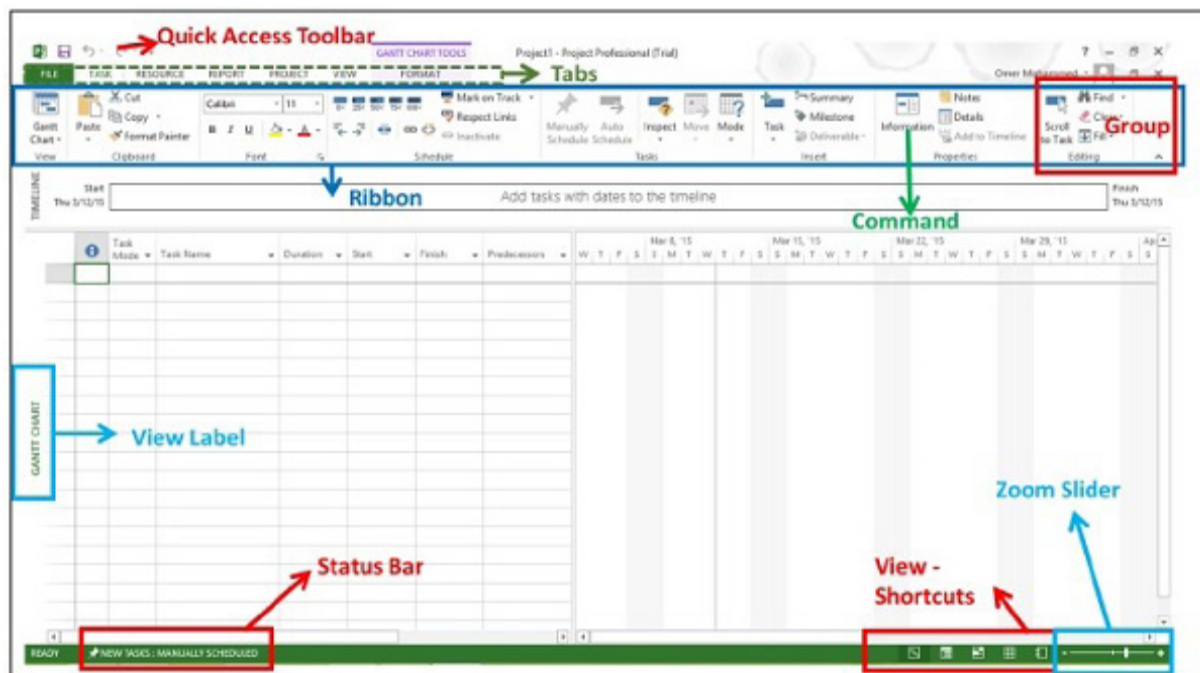 Quick Access Toolbar
GANTT CHART TOOLS
Project1 - Project Professional (Trial)
?
FILE TASK RESOURCE REPORT PROJECT VIEW FORMAT
Tabs
Omer Mohammed
Gantt Chart
View
Paste
Cut
Copy
Format Painter
Clipboard
Calibri 11
B I U A
Font
Mark on Track
Respect Links
Inactivate
Schedule
Manually Schedule
Auto Schedule
Inspect
Move
Mode
Tasks
Task
Summary
Milestone
Deliverable
Insert
Information
Notes
Details
Add to Timeline
Properties
Scroll to Task
Find
Clear
Fill
Editing
Group
Ribbon
Command
TIMELINE
Start
Thu 3/12/15
Add tasks with dates to the timeline
Finish
Thu 3/12/15
Task Mode
Task Name
Duration
Start
Finish
Predecessors
Mar 8, '15 Mar 15, '15 Mar 22, '15 Mar 29, '15 Ap
W T F S S M T W T F S S M T W T F S S M T W T F S S M T W T F S S
GANTT CHART
View Label
Zoom Slider
Status Bar
View -
Shortcuts
READY
NEW TASKS : MANUALLY SCHEDULED